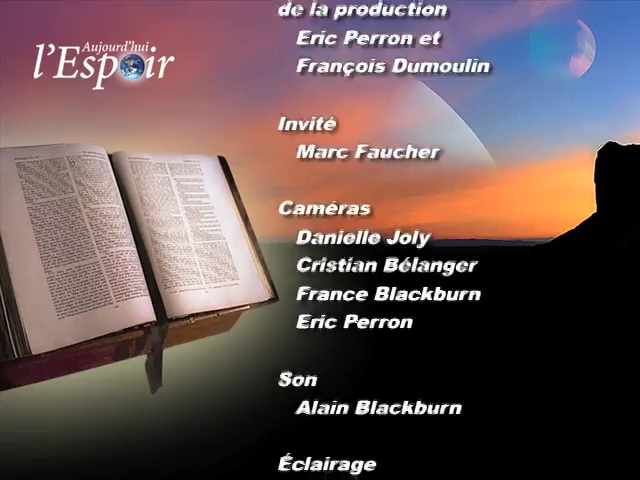 Aujourd'hui
l'Espoir
de la production
Eric Perron et
François Dumoulin
Invité
Marc Faucher
Caméras
Danielle Joly
Cristian Bélanger
France Blackburn
Eric Perron
Son
Alain Blackburn
Éclairage